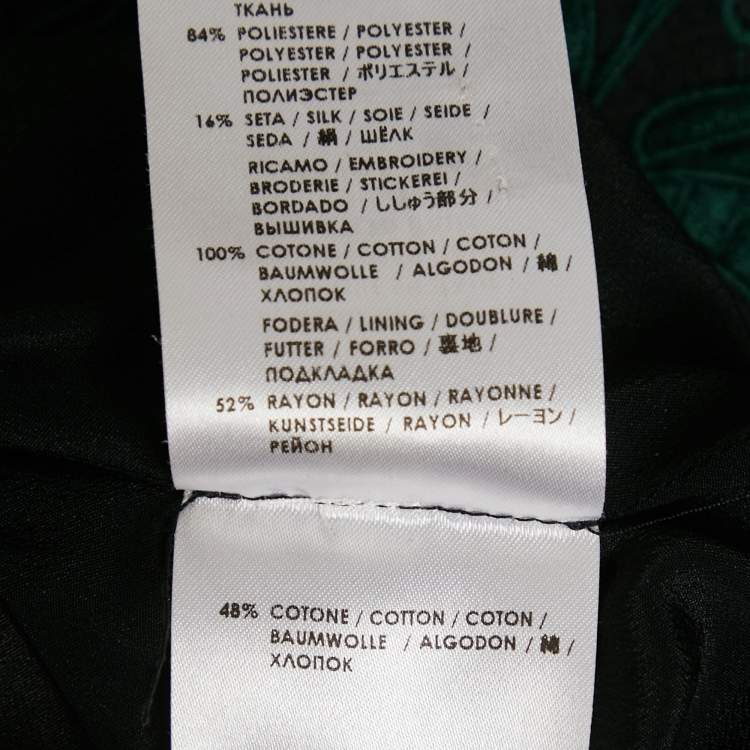 ТКАНЬ
84% POLIESTERE / POLYESTER /
POLYESTER / POLYESTER /
POLIESTER / ポリエステル /
ПОЛИЭСТЕР
16% SETA / SILK / SOIE / SEIDE /
SEDA / 絹 / ШЁЛК
RICAMO / EMBROIDERY /
BRODERIE / STICKEREI /
BORDADO / ししゅう部分 /
ВЫШИВКА
100% COTONE / COTTON / COTON /
BAUMWOLLE / ALGODON / 綿 /
ХЛОПОК
FODERA / LINING / DOUBLURE /
FUTTER / FORRO / 裏地 /
ПОДКЛАДКА
52% RAYON / RAYON / RAYONNE /
KUNSTSEIDE / RAYON / レーヨン /
РЕЙОН
48% COTONE / COTTON / COTON /
BAUMWOLLE / ALGODON / 綿 /
ХЛОПОК